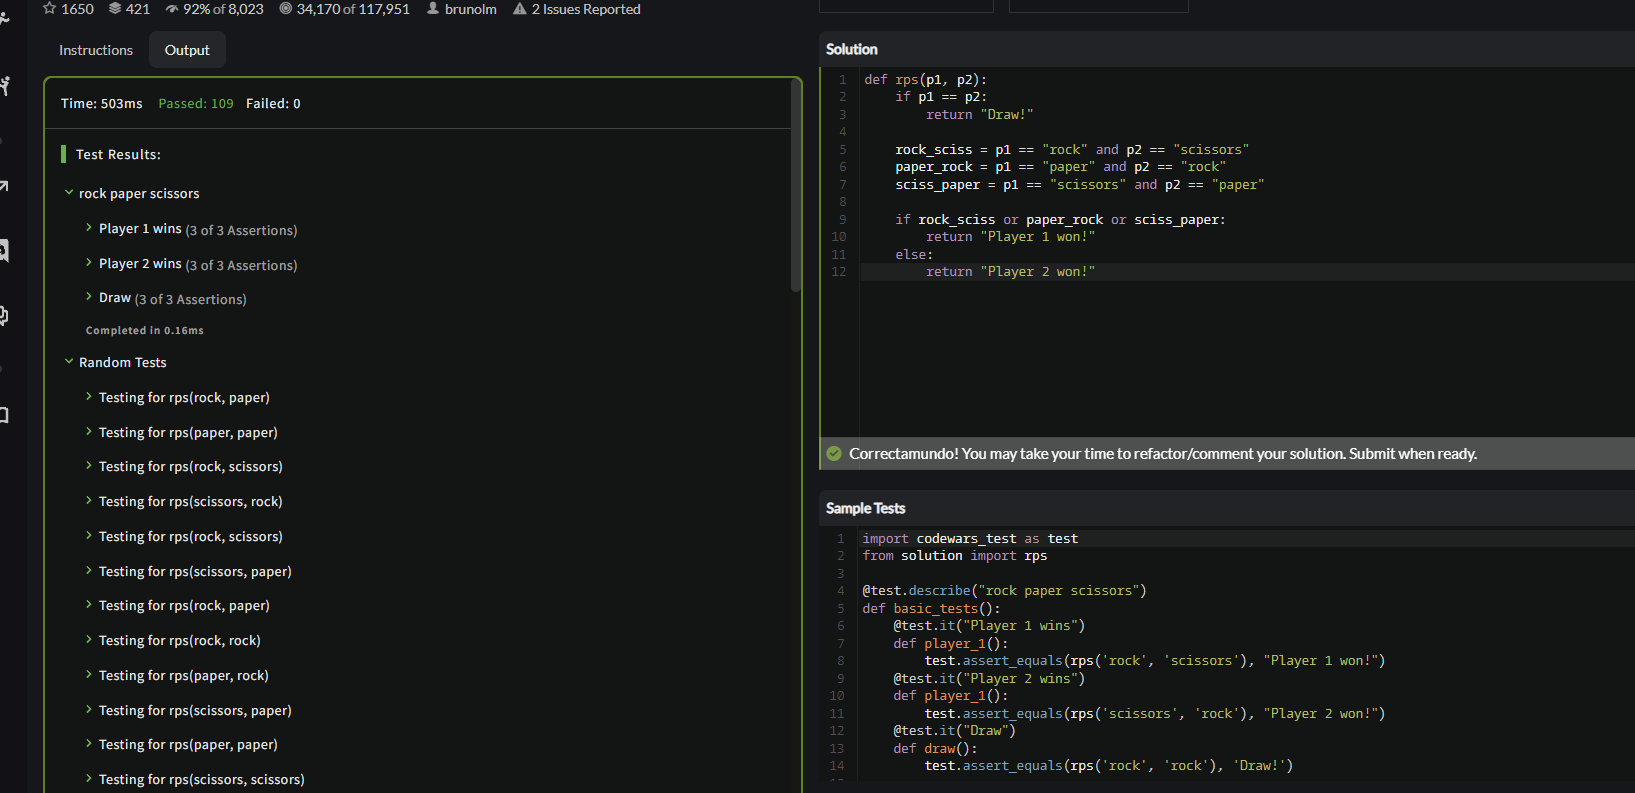 1650 421 92% of 8,023 34,170 of 117,951 brunolm 2 Issues Reported
Instructions Output
Time: 503ms Passed: 109 Failed: 0
Test Results:
rock paper scissors
Player 1 wins (3 of 3 Assertions)
Player 2 wins (3 of 3 Assertions)
Draw (3 of 3 Assertions)
Completed in 0.16ms
Random Tests
Testing for rps(rock, paper)
Testing for rps(paper, paper)
Testing for rps(rock, scissors)
Testing for rps(scissors, rock)
Testing for rps(rock, scissors)
Testing for rps(scissors, paper)
Testing for rps(rock, paper)
Testing for rps(rock, rock)
Testing for rps(paper, rock)
Testing for rps(scissors, paper)
Testing for rps(paper, paper)
Testing for rps(scissors, scissors)
Solution
1 def rps(p1, p2):
2     if p1 == p2:
3         return "Draw!"
4
5     rock_sciss = p1 == "rock" and p2 == "scissors"
6     paper_rock = p1 == "paper" and p2 == "rock"
7     sciss_paper = p1 == "scissors" and p2 == "paper"
8
9     if rock_sciss or paper_rock or sciss_paper:
10         return "Player 1 won!"
11     else:
12         return "Player 2 won!"
Correctamundo! You may take your time to refactor/comment your solution. Submit when ready.
Sample Tests
1 import codewars_test as test
2 from solution import rps
3
4 @test.describe("rock paper scissors")
5 def basic_tests():
6     @test.it("Player 1 wins")
7     def player_1():
8         test.assert_equals(rps('rock', 'scissors'), "Player 1 won!")
9     @test.it("Player 2 wins")
10     def player_1():
11         test.assert_equals(rps('scissors', 'rock'), "Player 2 won!")
12     @test.it("Draw")
13     def draw():
14         test.assert_equals(rps('rock', 'rock'), 'Draw!')